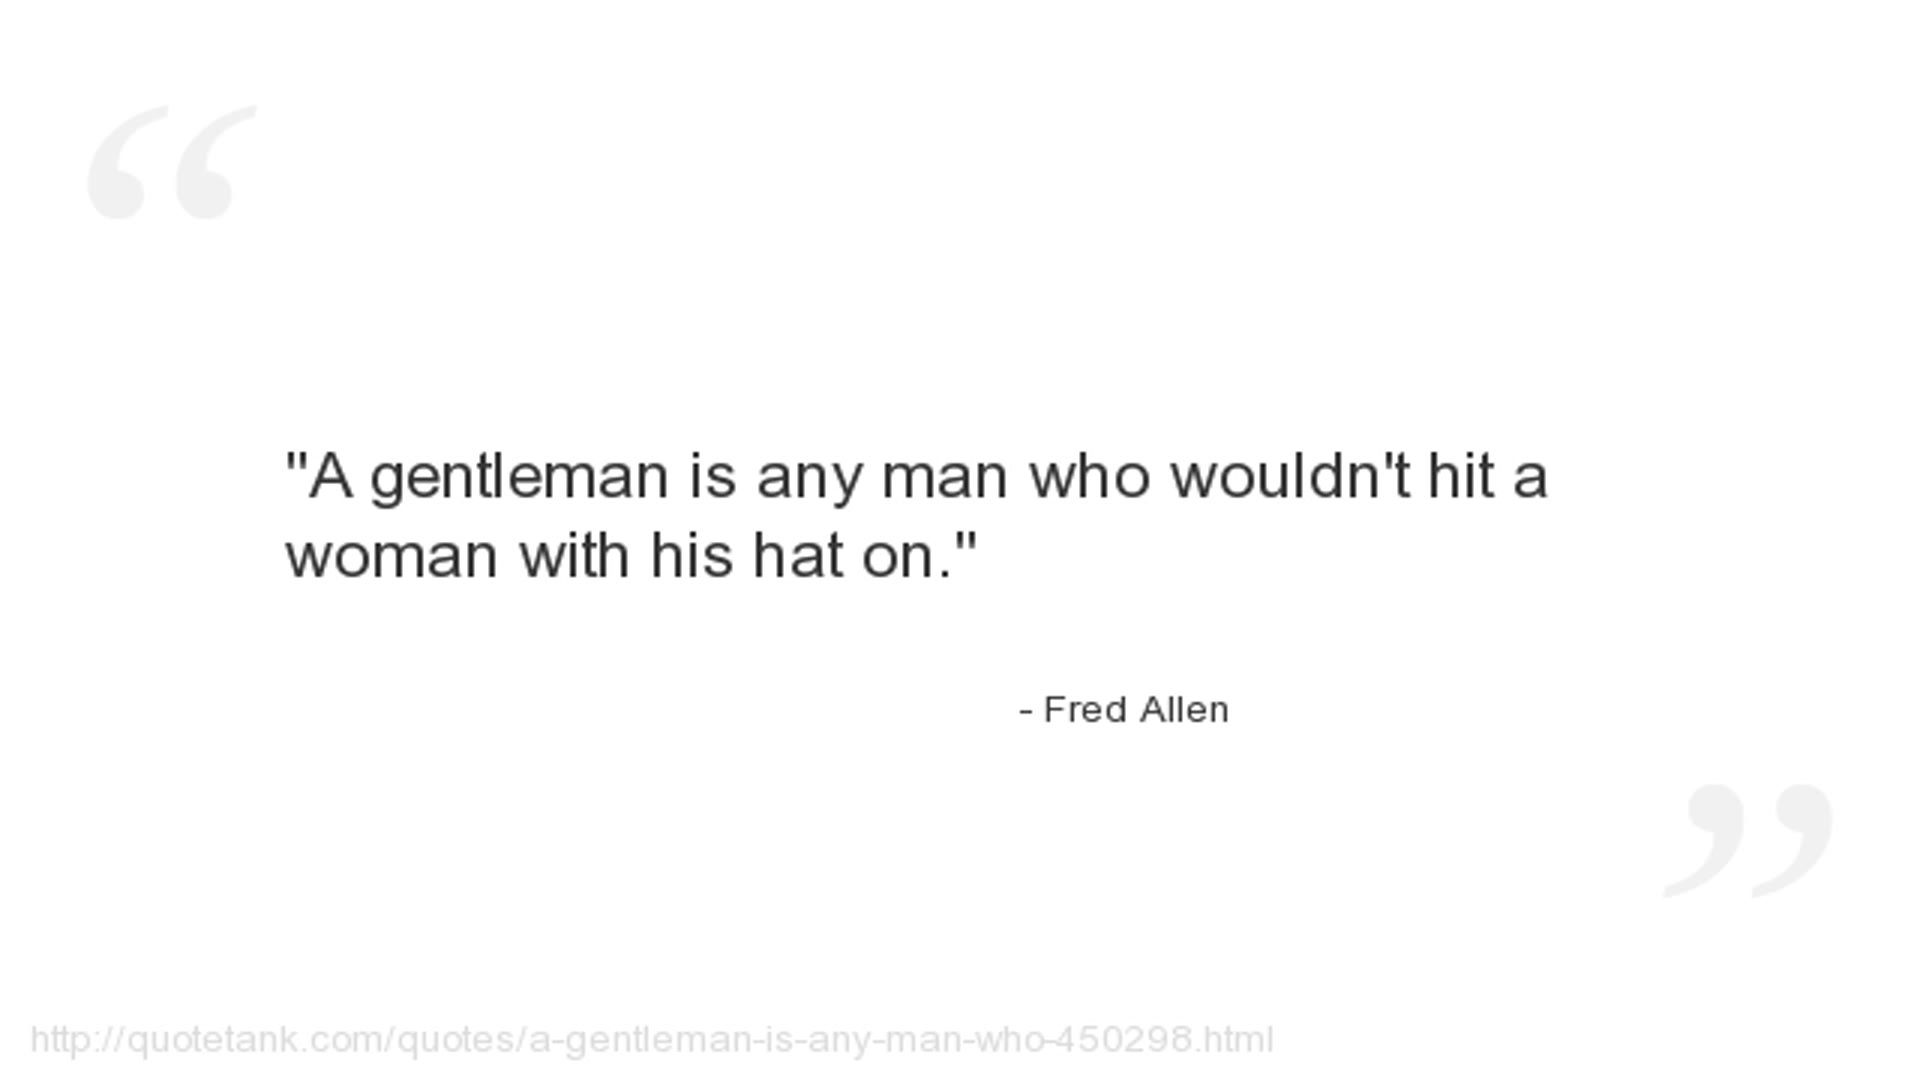 "A gentleman is any man who wouldn't hit a
woman with his hat on."
- Fred Allen
http://quotetank.com/quotes/a-gentleman-is-any-man-who-450298.html